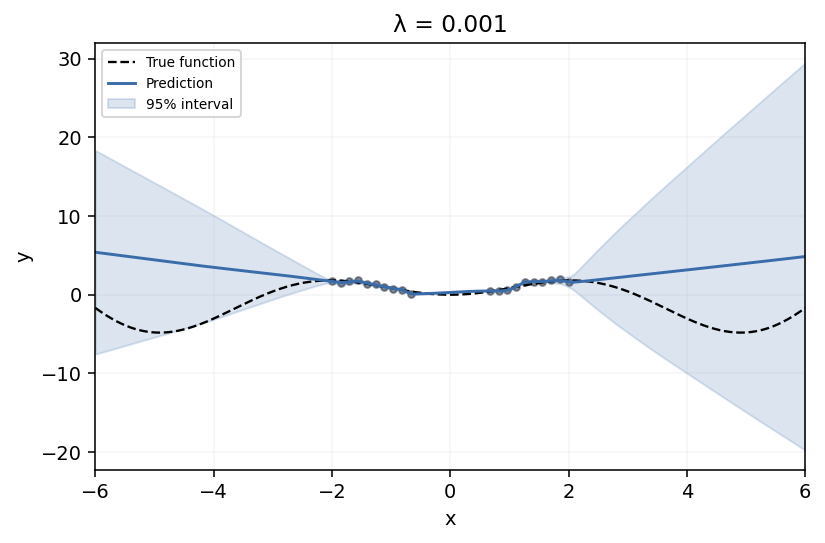 λ = 0.001
True function
Prediction
95% interval
30
20
10
0
−10
−20
y
−6 −4 −2 0 2 4 6
x